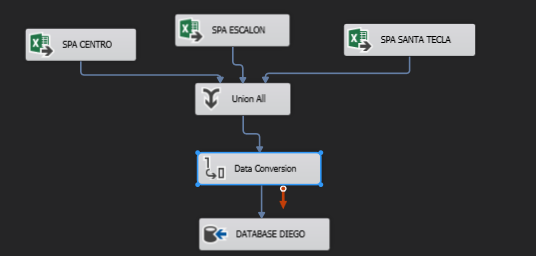 SPA CENTRO
SPA ESCALON
SPA SANTA TECLA
Union All
Data Conversion
DATABASE DIEGO